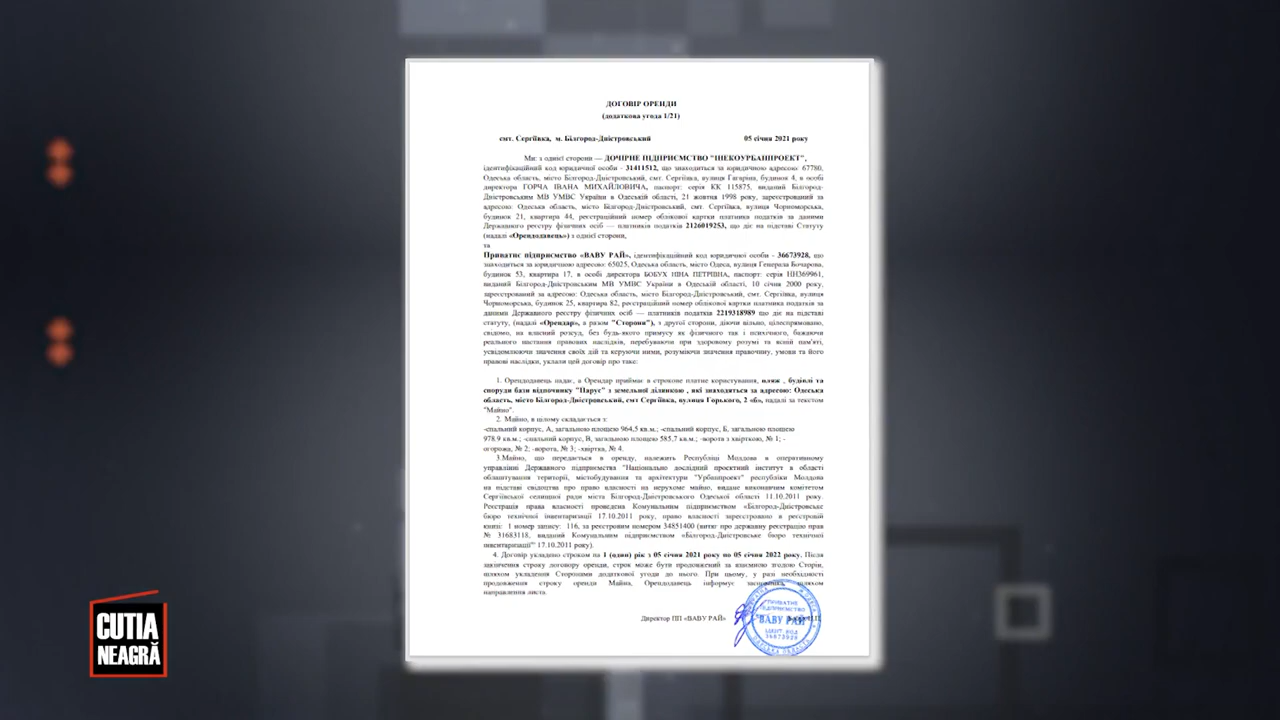 ДОГОВІР ОРЕНДИ
(додаткова угода 1/21)
смт. Сергіївка, м. Білгород-Дністровський 05 січня 2021 року
Ми: з однієї сторони — ДОЧІРНЕ ПІДПРИЄМСТВО "ІНЕКОУРБАНПРОЕКТ",
ідентифікаційний код юридичної особи - 31411512, що знаходиться за юридичною адресою: 67780,
Одеська область, місто Білгород-Дністровський, смт. Сергіївка, вулиця Гагаріна, будинок 4, в особі
директора ГОРЧА ІВАНА МИХАЙЛОВИЧА, паспорт: серія КК 115875, виданий Білгород-
Дністровським МВ УМВС України в Одеській області, 21 жовтня 1998 року, зареєстрований за
адресою: Одеська область, місто Білгород-Дністровський, смт. Сергіївка, вулиця Чорноморська,
будинок 21, квартира 44, реєстраційний номер облікової картки платника податків за даними
Державного реєстру фізичних осіб — платників податків 2126019253, що діє на підставі Статуту
(надалі «Орендодавець») з однієї сторони,
та
Приватне підприємство «ВАВУ РАЙ», ідентифікаційний код юридичної особи - 36673928, що
знаходиться за юридичною адресою: 65025, Одеська область, місто Одеса, вулиця Генерала Бочарова,
будинок 53, квартира 17, в особі директора БОБУХ НІНА ПЕТРІВНА, паспорт: серія НН369961,
виданий Білгород-Дністровським МВ УМВС України в Одеській області, 10 січня 2000 року,
зареєстрований за адресою: Одеська область, місто Білгород-Дністровський, смт. Сергіївка, вулиця
Чорноморська, будинок 25, квартира 82, реєстраційний номер облікової картки платника податків за
даними Державного реєстру фізичних осіб — платників податків 2219318989 що діє на підставі
статуту, (надалі «Орендар», а разом "Сторони"), з другої сторони, діючи вільно, цілеспрямовано,
свідомо, на власний розсуд, без будь-якого примусу як фізичного так і психічного, бажаючи
реального настання правових наслідків, перебуваючи при здоровому розумі та ясній пам'яті,
усвідомлюючи значення своїх дій та керуючи ними, розуміючи значення правочину, умови та його
правові наслідки, уклали цей договір про таке:
1. Орендодавець надає, а Орендар приймає в строкове платне користування, пляж , будівлі та
споруди бази відпочинку "Парус" з земельної ділянкою , які знаходяться за адресою: Одеська
область, місто Білгород-Дністровський, смт Сергіївка, вулиця Горького, 2 «б», надалі за текстом
"Майно".
2. Майно, в цілому складається з:
-спальний корпус, А, загальною площею 964,5 кв.м.; -спальний корпус, Б, загальною площею
978.9 кв.м.; -спальний корпус, В, загальною площею 585,7 кв.м.; -ворота з хвірткою, № 1; -
огорожа, № 2; -ворота, № 3; -хвіртка, № 4.
3.Майно, що передається в оренду, належить Республіці Молдова в оперативному
управлінні Державного підприємства "Національно дослідний проектний інститут в області
облаштування території, містобудування та архітектури "Урбанпроект" республіки Молдова
на підставі свідоцтва про право власності на нерухоме майно, видане виконавчим комітетом
Сергіївської селищної ради міста Білгород-Дністровського Одеської області 11.10.2011 року.
Реєстрація права власності проведена Комунальним підприємством «Білгород-Дністровське
бюро технічної інвентаризації 17.10.2011 року, право власності зареєстровано в реєстровій
книзі: 1 номер запису: 116, за реєстровим номером 34851400 (витяг про державну реєстрацію прав
№ 31683118, виданий Комунальним підприємством «Білгород-Дністровське бюро технічної
інвентаризації" 17.10.2011 року).
4. Договір укладено строком на 1 (один) рік з 05 січня 2021 року по 05 січня 2022 року. Після
закінчення строку договору оренди, строк може бути продовжений за взаємною згодою Сторін,
шляхом укладення Сторонами додаткової угоди до нього. При цьому, у разі необхідності
продовження строку оренди Майна, Орендодавець інформує засновника шляхом
направлення листа.
Директор ПП «ВАВУ РАЙ»
ПРИВАТНЕ
ПІДПРИЄМСТВО
"ВАВУ РАЙ"
ІДЕНТ. КОД
36673928
CUTIA
NEAGRĂ